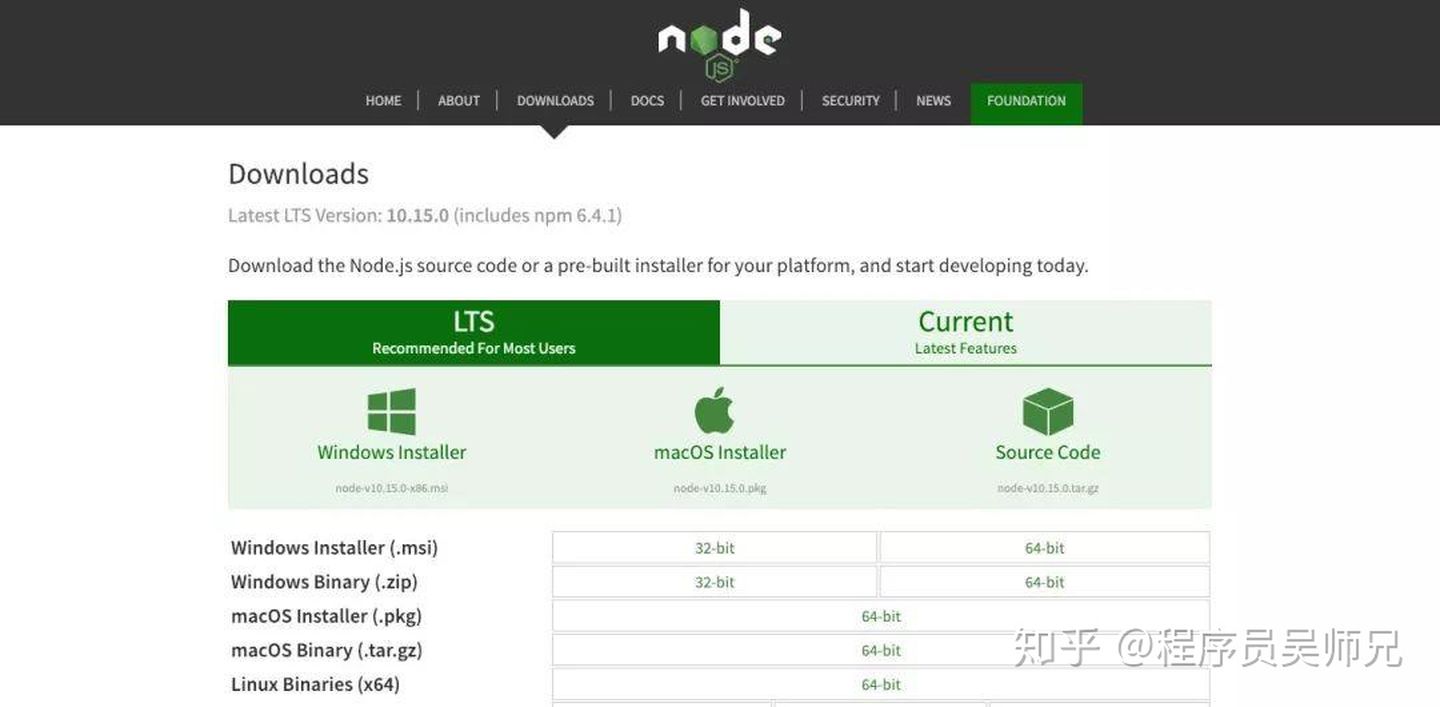 node
JS
HOME ABOUT DOWNLOADS DOCS GET INVOLVED SECURITY NEWS FOUNDATION
Downloads
Latest LTS Version: 10.15.0 (includes npm 6.4.1)
Download the Node.js source code or a pre-built installer for your platform, and start developing today.
LTS Current
Recommended For Most Users Latest Features
Windows Installer macOS Installer Source Code
node-v10.15.0-x86.msi node-v10.15.0.pkg node-v10.15.0.tar.gz
Windows Installer (.msi) 32-bit 64-bit
Windows Binary (.zip) 32-bit 64-bit
macOS Installer (.pkg) 64-bit
macOS Binary (.tar.gz) 64-bit
Linux Binaries (x64) 64-bit
知乎 @程序员吴师兄